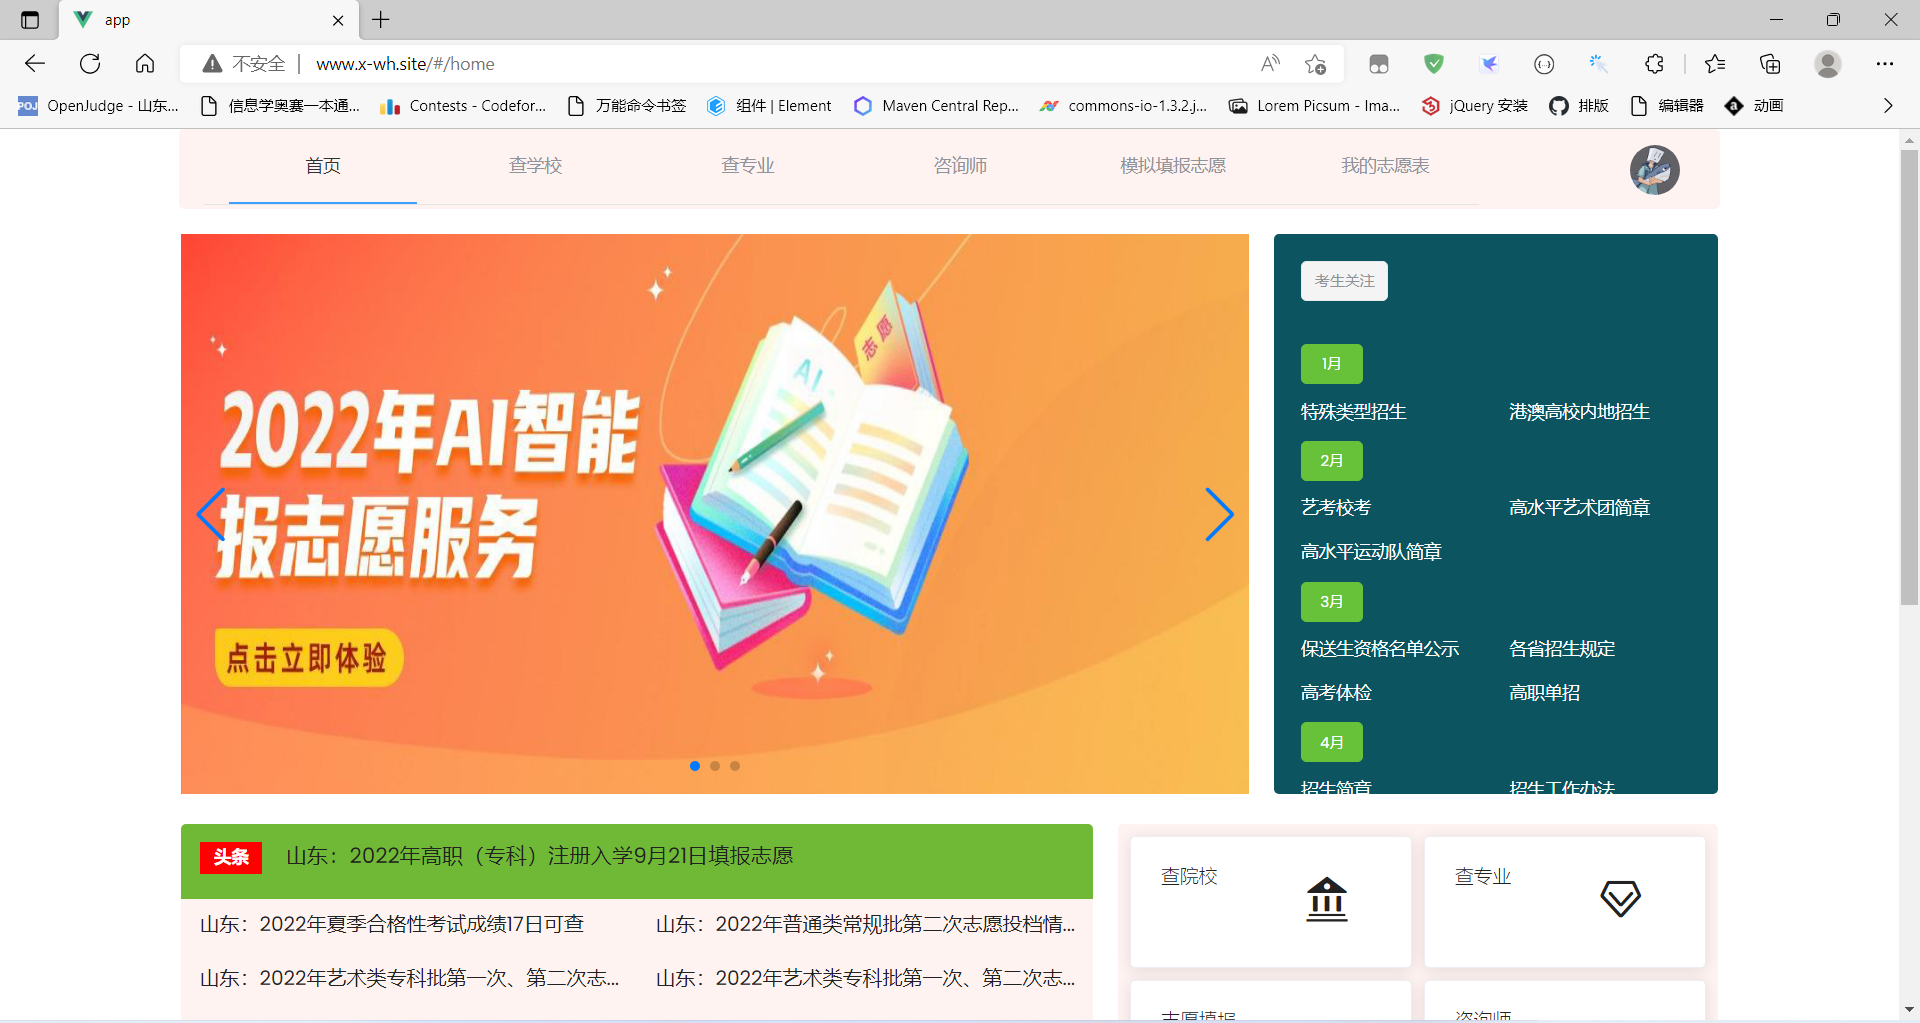 app
不安全
www.x-wh.site/#/home
OpenJudge - 山东...
信息学奥赛一本通...
Contests - Codefor...
万能命令书签
组件 | Element
Maven Central Rep...
commons-io-1.3.2.j...
Lorem Picsum - Ima...
jQuery 安装
排版
编辑器
动画
首页
查学校
查专业
咨询师
模拟填报志愿
我的志愿表
2022年AI智能
报志愿服务
点击立即体验
AI
志愿
考生关注
1月
特殊类型招生
港澳高校内地招生
2月
艺考校考
高水平艺术团简章
高水平运动队简章
3月
保送生资格名单公示
各省招生规定
高考体检
高职单招
4月
招生简章
招生工作办法
头条
山东：2022年高职（专科）注册入学9月21日填报志愿
山东：2022年夏季合格性考试成绩17日可查
山东：2022年普通类常规批第二次志愿投档情...
山东：2022年艺术类专科批第一次、第二次志...
山东：2022年艺术类专科批第一次、第二次志...
查院校
查专业
志愿填报
咨询师